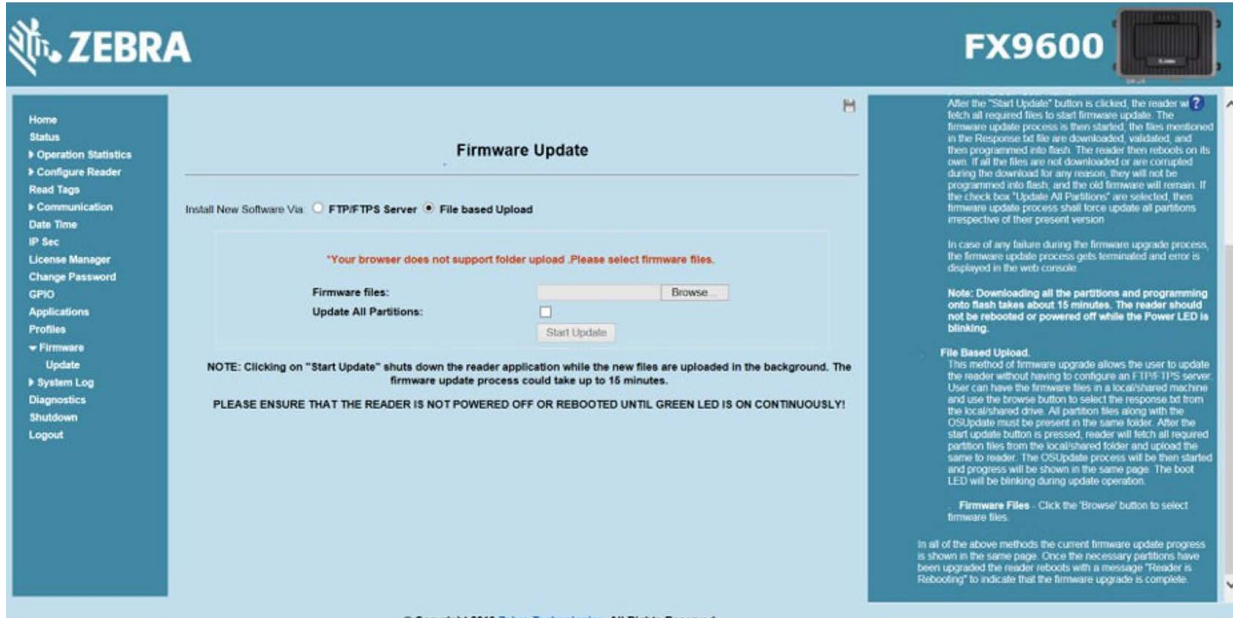 ZEBRA
FX9600
Home
Status
Operation Statistics
Configure Reader
Read Tags
Communication
Date Time
IP Sec
License Manager
Change Password
GPIO
Applications
Profiles
Firmware
Update
System Log
Diagnostics
Shutdown
Logout
Firmware Update
Install New Software Via: FTP/FTPS Server File based Upload
*Your browser does not support folder upload .Please select firmware files.
Firmware files: Browse...
Update All Partitions:
Start Update
NOTE: Clicking on "Start Update" shuts down the reader application while the new files are uploaded in the background. The
firmware update process could take up to 15 minutes.
PLEASE ENSURE THAT THE READER IS NOT POWERED OFF OR REBOOTED UNTIL GREEN LED IS ON CONTINUOUSLY!
After the "Start Update" button is clicked, the reader wi ?
fetch all required files to start firmware update. The
firmware update process is then started, the files mentioned
in the Response.txt file are downloaded, validated, and
then programmed into flash. The reader then reboots on its
own. If all the files are not downloaded or are corrupted
during the download for any reason, they will not be
programmed into flash, and the old firmware will remain. If
the check box "Update All Partitions" are selected, then
firmware update process shall force update all partitions
irrespective of their present version
In case of any failure during the firmware upgrade process,
the firmware update process gets terminated and error is
displayed in the web console
Note: Downloading all the partitions and programming
onto flash takes about 15 minutes. The reader should
not be rebooted or powered off while the Power LED is
blinking.
File Based Upload.
This method of firmware upgrade allows the user to update
the reader without having to configure an FTP/FTPS server.
User can have the firmware files in a local/shared machine
and use the browse button to select the response.txt from
the local/shared drive. All partition files along with the
OSUpdate must be present in the same folder. After the
start update button is pressed, reader will fetch all required
partition files from the local/shared folder and upload the
same to reader. The OSUpdate process will be then started
and progress will be shown in the same page. The boot
LED will be blinking during update operation.
Firmware Files - Click the 'Browse' button to select
firmware files.
In all of the above methods the current firmware update progress
is shown in the same page. Once the necessary partitions have
been upgraded the reader reboots with a message "Reader is
Rebooting" to indicate that the firmware upgrade is complete.